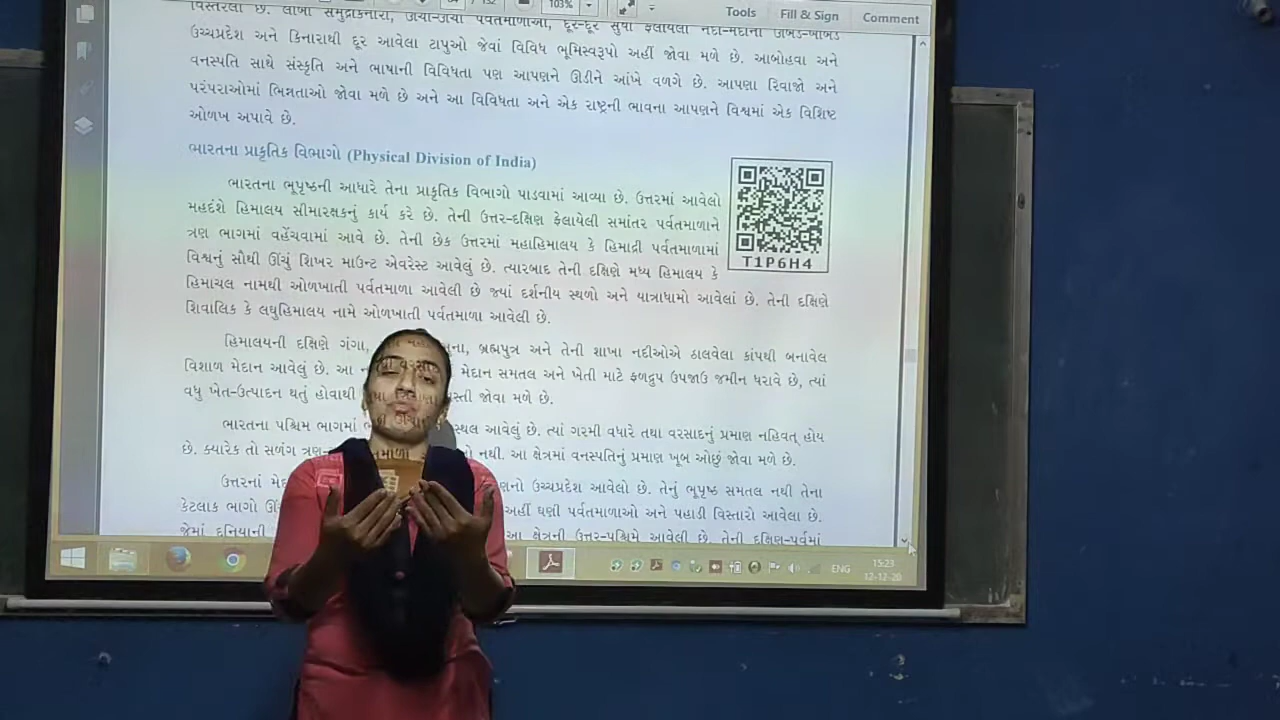 103%
Tools Fill & Sign Comment
વિસ્તરેલી છે. લાંબા સમુદ્રકિનારા, ઊંચી-ઊંચી પર્વતમાળાઓ, દૂર-દૂર સુધી ફેલાયેલાં
ઉચ્ચપ્રદેશ અને કિનારાથી દૂર આવેલા ટાપુઓ જેવાં વિવિધ ભૂમિસ્વરૂપો અહીં જોવા મળે છે. આબોહવા અને
વનસ્પતિ સાથે સંસ્કૃતિ અને ભાષાની વિવિધતા પણ આપણને ઊડીને આંખે વળગે છે. આપણા રિવાજો અને
પરંપરાઓમાં ભિન્નતાઓ જોવા મળે છે અને આ વિવિધતા અને એક રાષ્ટ્રની ભાવના આપણને વિશ્વમાં એક વિશિષ્ટ
ઓળખ અપાવે છે.
ભારતના પ્રાકૃતિક વિભાગો (Physical Division of India)
ભારતના ભૂપૃષ્ઠની આધારે તેના પ્રાકૃતિક વિભાગો પાડવામાં આવ્યા છે. ઉત્તરમાં આવેલો
મહદંશે હિમાલય સીમારક્ષકનું કાર્ય કરે છે. તેની ઉત્તર-દક્ષિણ ફેલાયેલી સમાંતર પર્વતમાળાને
ત્રણ ભાગમાં વહેંચવામાં આવે છે. તેની છેક ઉત્તરમાં મહાહિમાલય કે હિમાદ્રી પર્વતમાળામાં
વિશ્વનું સૌથી ઊંચું શિખર માઉન્ટ એવરેસ્ટ આવેલું છે. ત્યારબાદ તેની દક્ષિણે મધ્ય હિમાલય કે
હિમાચલ નામથી ઓળખાતી પર્વતમાળા આવેલી છે જ્યાં દર્શનીય સ્થળો અને યાત્રાધામો આવેલાં છે. તેની દક્ષિણે
શિવાલિક કે લઘુહિમાલય નામે ઓળખાતી પર્વતમાળા આવેલી છે.
T1P6H4
હિમાલયની દક્ષિણે ગંગા, બ્રહ્મપુત્ર અને તેની શાખા નદીઓએ ઠાલવેલા કાંપથી બનાવેલ
વિશાળ મેદાન આવેલું છે. આ મેદાન સમતલ અને ખેતી માટે ફળદ્રુપ ઉપજાઉ જમીન ધરાવે છે, ત્યાં
વધુ ખેત-ઉત્પાદન થતું હોવાથી જોવા મળે છે.
ભારતના પશ્ચિમ ભાગમાં આવેલું છે. ત્યાં ગરમી વધારે તથા વરસાદનું પ્રમાણ નહિવત્ હોય
છે. ક્યારેક તો સળંગ ત્રણ- નથી. આ ક્ષેત્રમાં વનસ્પતિનું પ્રમાણ ખૂબ ઓછું જોવા મળે છે.
ઉત્તરનાં ઉચ્ચપ્રદેશ આવેલો છે. તેનું ભૂપૃષ્ઠ સમતલ નથી તેના
કેટલાક ભાગો અહીં ઘણી પર્વતમાળાઓ અને પહાડી વિસ્તારો આવેલા છે.
જેમાં દુનિયાની આ ક્ષેત્રની ઉત્તર-પશ્ચિમે આવેલી છે. તેની દક્ષિણ-પૂર્વમાં
ENG 15:23
12-12-20